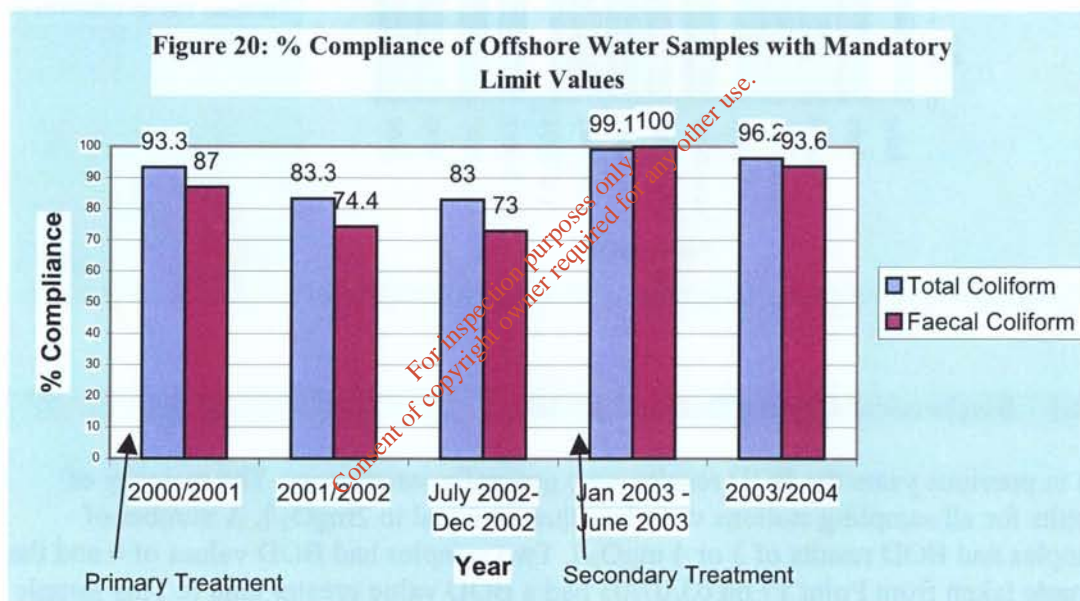 Figure 20: % Compliance of Offshore Water Samples with Mandatory
Limit Values
% Compliance
100
90
80
70
60
50
40
30
20
10
0
93.3
87
83.3
74.4
83
73
99.1
100
96.2
93.6
2000/2001
2001/2002
July 2002-
Dec 2002
Jan 2003 -
June 2003
2003/2004
Year
Primary Treatment
Secondary Treatment
Total Coliform
Faecal Coliform
For inspection purposes only.
Consent of copyright owner required for any other use.